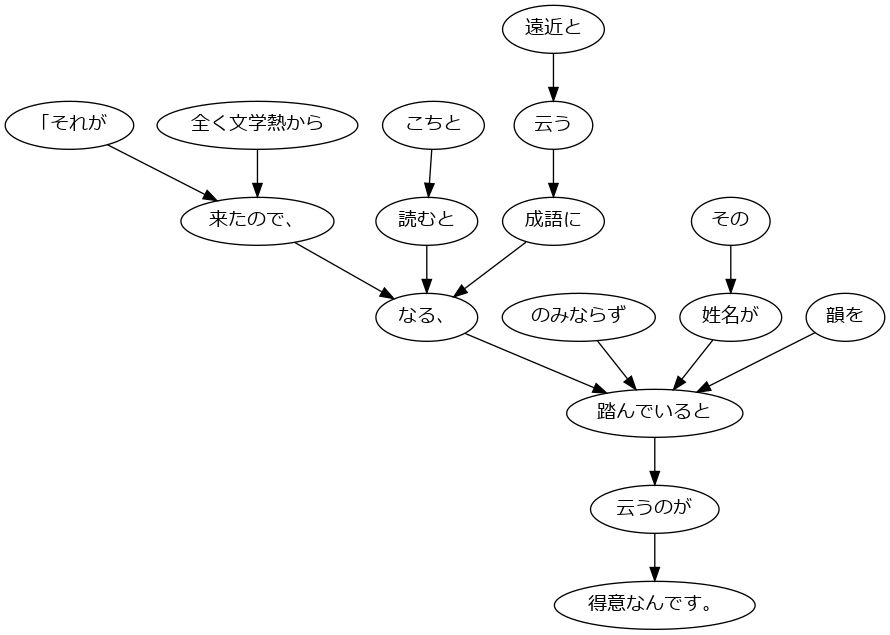 遠近と
「それが
全く文学熱から
こちと
云う
来たので、
読むと
成語に
その
なる、
のみならず
姓名が
韻を
踏んでいると
云うのが
得意なんです。